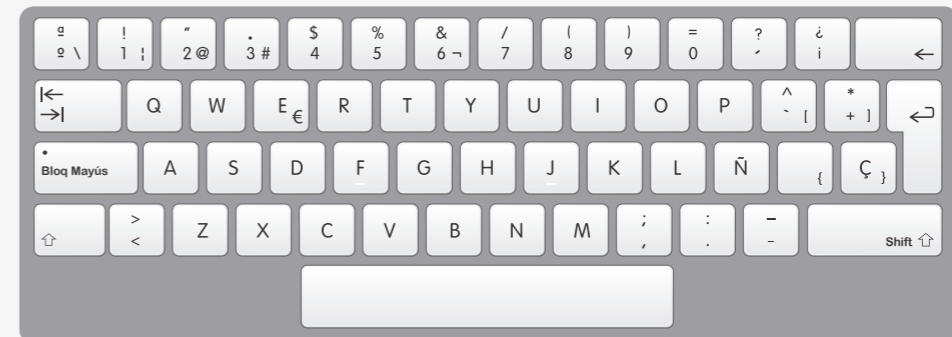 ª ! " . $ % & / ( ) = ? ¿
º \ 1 ¦ 2 @ 3 # 4 5 6 ¬ 7 8 9 0 ´ ¡ ←
|← ^ *
→| Q W E € R T Y U I O P ` [ + ]
• Bloq Mayús A S D F G H J K L Ñ { Ç }
> ; : –
⇧ < Z X C V B N M , . - Shift ⇧